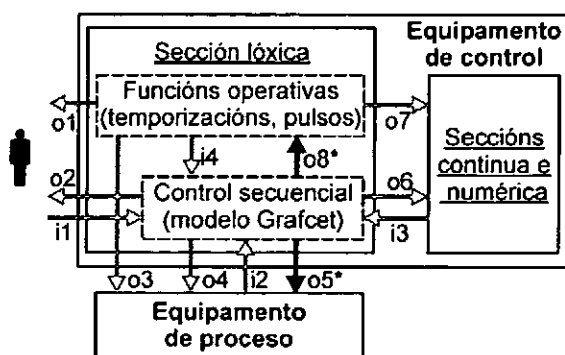 Equipamento
de control
Sección lóxica
Funcións operativas
(temporizacións, pulsos)
o1
o7
i4
o8*
Seccións
continua e
numérica
o2
Control secuencial
(modelo Grafcet)
o6
i1
i3
o3
o4
i2
o5*
Equipamento
de proceso